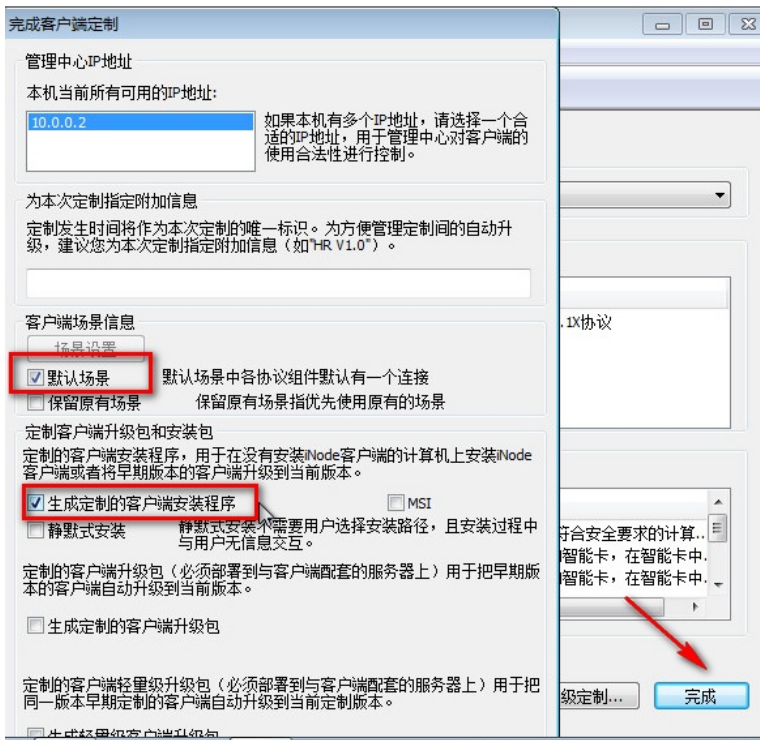 完成客户端定制
管理中心IP地址
本机当前所有可用的IP地址:
10.0.0.2
如果本机有多个IP地址，请选择一个合
适的IP地址，用于管理中心对客户端的
使用合法性进行控制。
为本次定制指定附加信息
定制发生时间将作为本次定制的唯一标识。为方便管理定制间的自动升
级，建议您为本次定制指定附加信息（如"HR V1.0"）。
客户端场景信息
场景设置
默认场景 默认场景中各协议组件默认有一个连接
保留原有场景 保留原有场景指优先使用原有的场景
定制客户端升级包和安装包
定制的客户端安装程序，用于在没有安装iNode客户端的计算机上安装iNode
客户端或者将早期版本的客户端升级到当前版本。
生成定制的客户端安装程序 MSI
静默式安装 静默式安装不需要用户选择安装路径，且安装过程中
与用户无信息交互。
定制的客户端升级包（必须部署到与客户端配套的服务器上）用于把早期版
本的客户端自动升级到当前版本。
生成定制的客户端升级包
定制的客户端轻量级升级包（必须部署到与客户端配套的服务器上）用于把
同一版本早期定制的客户端自动升级到当前定制版本。
生成轻量级客户端升级包
.1X协议
符合安全要求的计算..
智能卡，在智能卡中.
智能卡，在智能卡中.
级定制...
完成